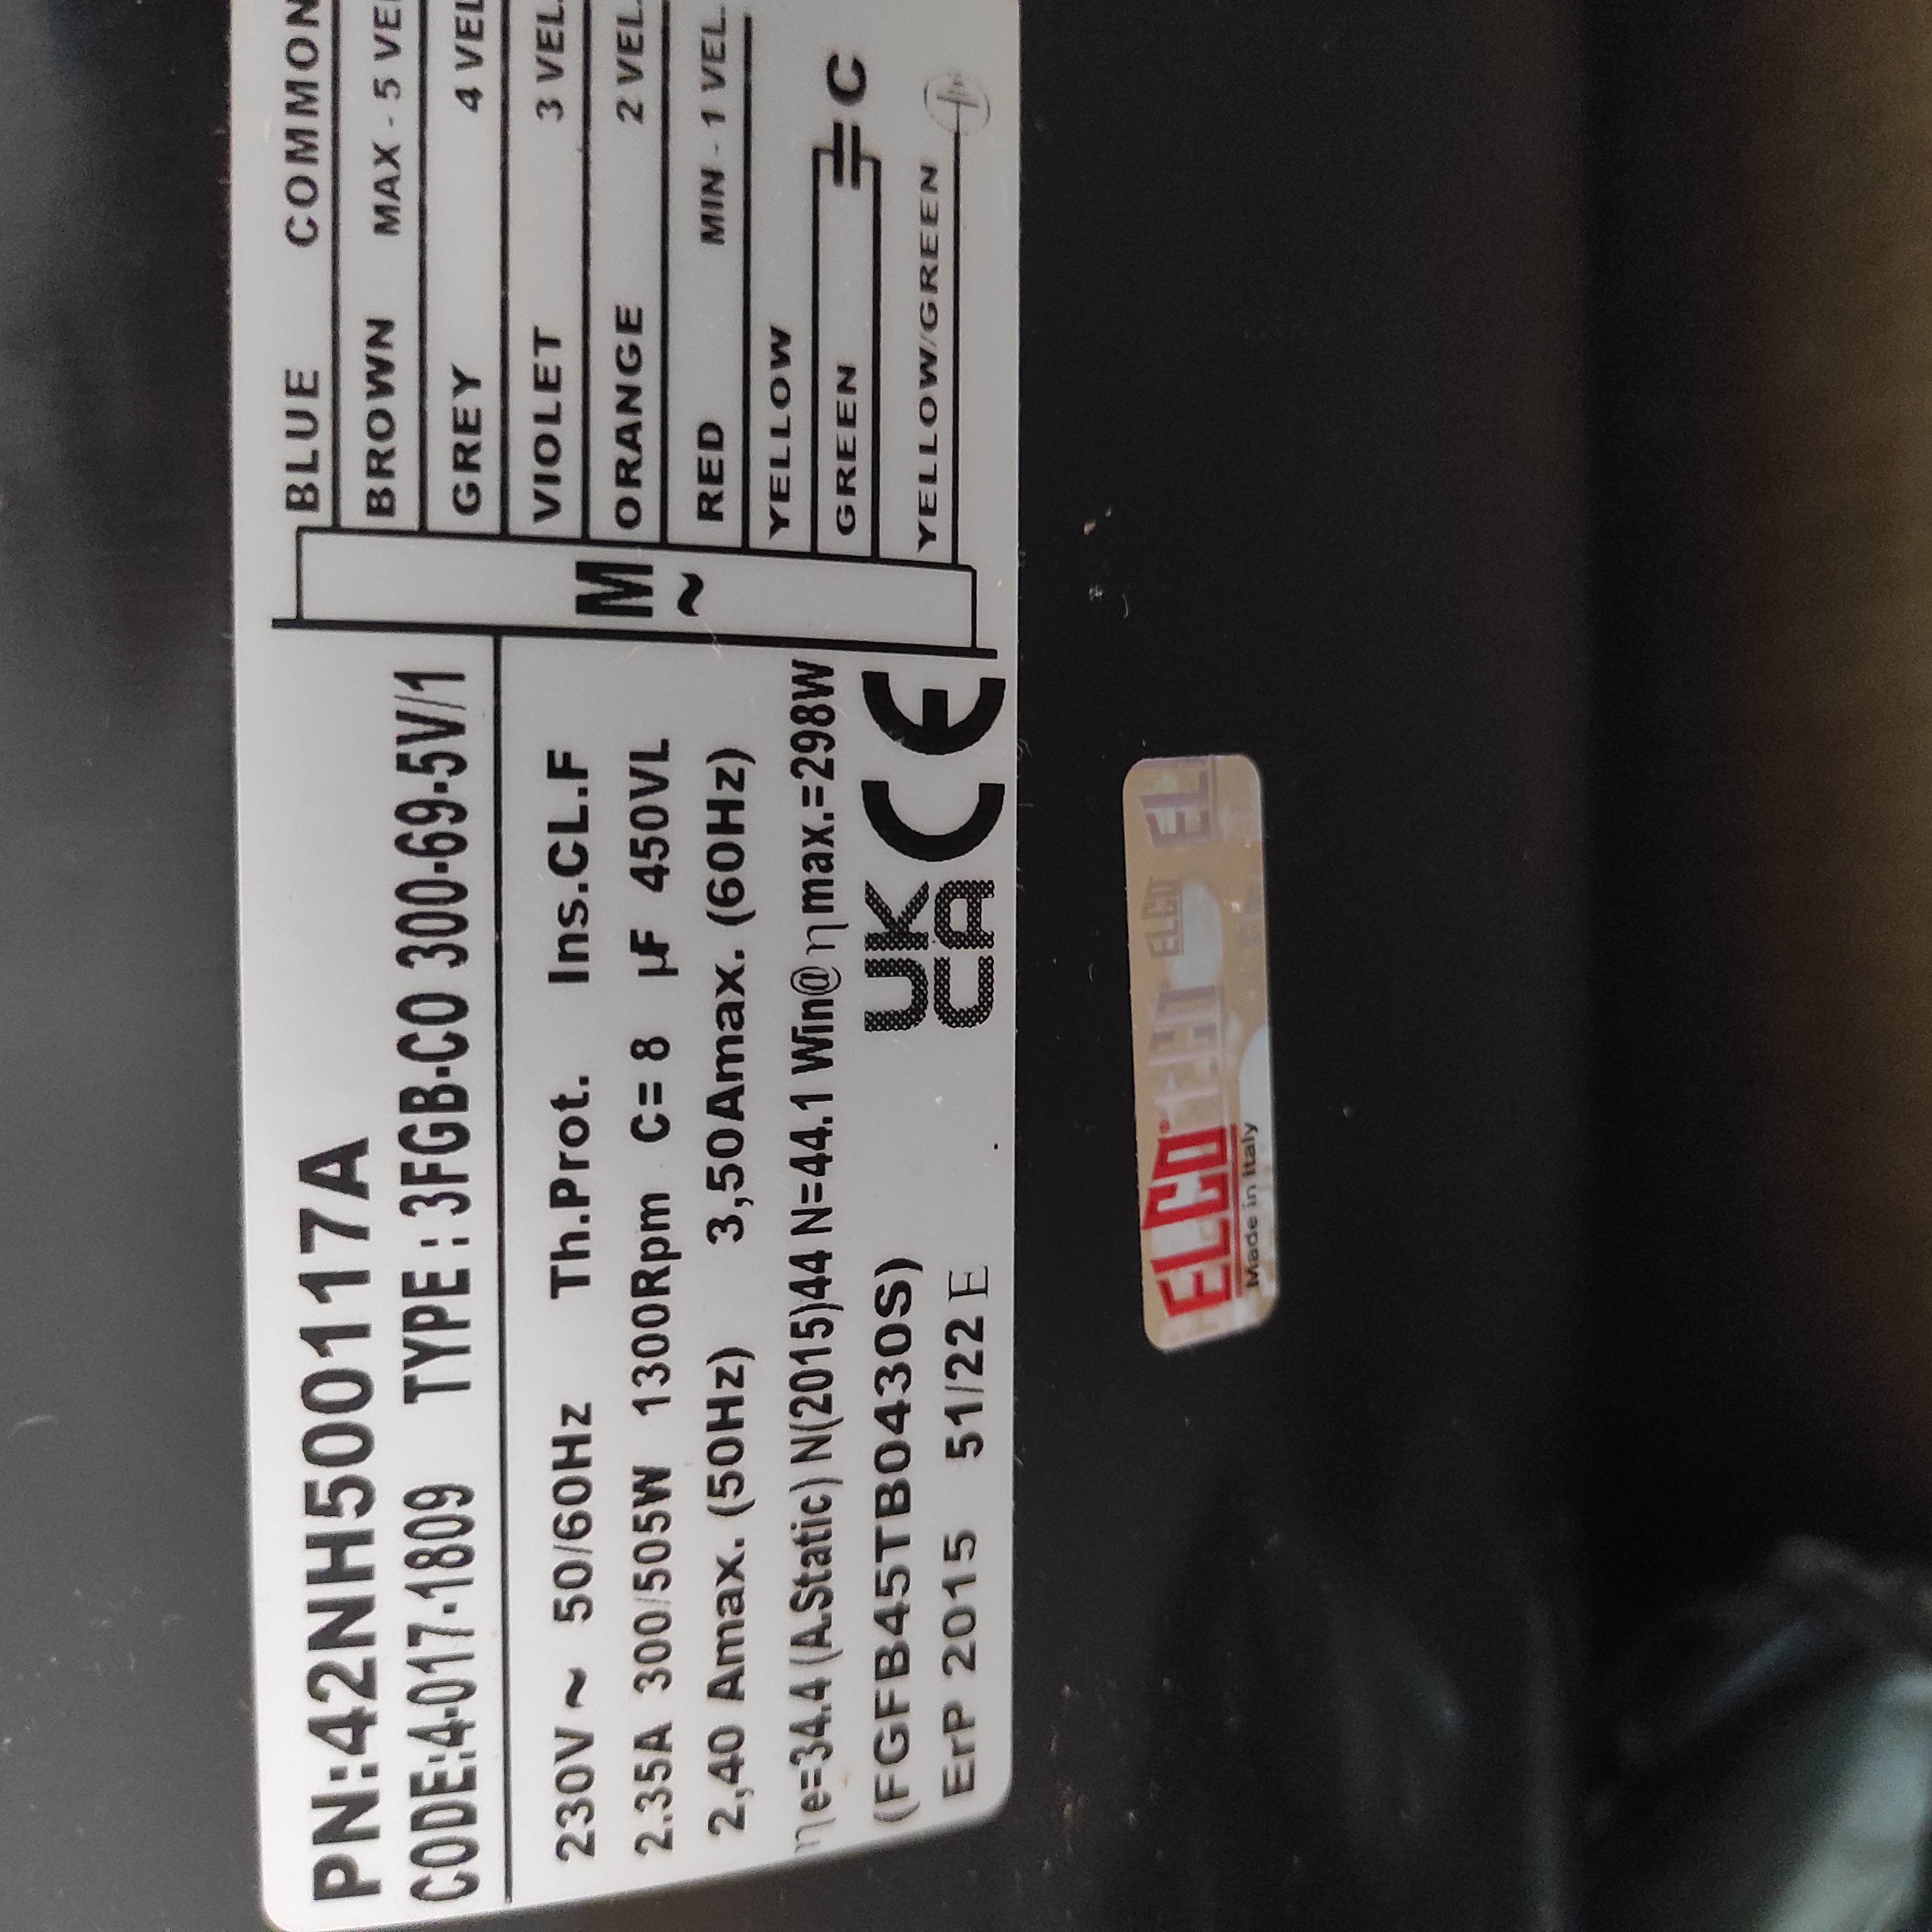 PN:42NH500117A
CODE:4-017-1809 TYPE : 3FGB-CO 300-69-5V/1
230V ~ 50/60Hz Th.Prot. Ins.CL.F
2.35A 300/505W 1300Rpm C= 8 µF 450VL
2,40 Amax. (50Hz) 3,50Amax. (60Hz)
ηe=34.4 (A.Static) N(2015)44 N=44.1 Win@ηmax.=298W
(FGFB45TB0430S)
ErP 2015 51/22 E
UK
CA
CE
M
~
BLUE COMMON
BROWN MAX - 5 VEL
GREY 4 VEL
VIOLET 3 VEL.
ORANGE 2 VEL.
RED MIN - 1 VEL.
YELLOW
GREEN C
YELLOW/GREEN
ELCO®
Made in Italy